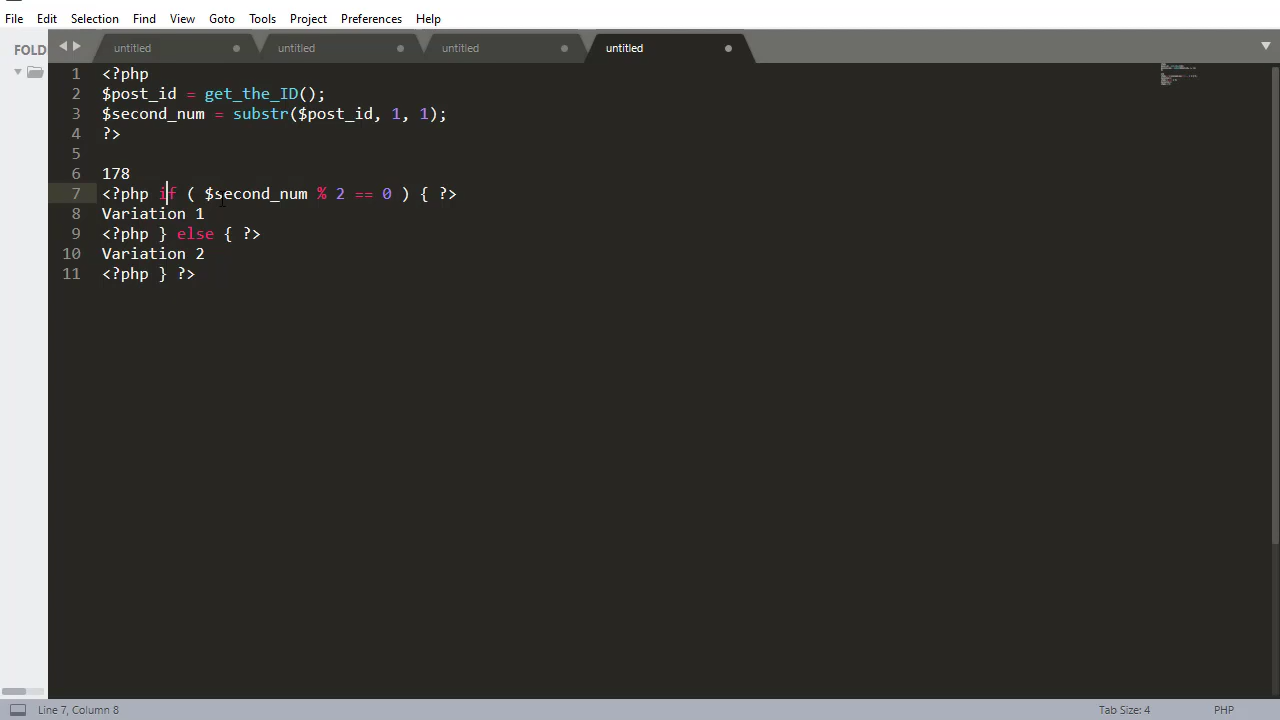 File Edit Selection Find View Goto Tools Project Preferences Help
FOLD
untitled untitled untitled untitled
1 <?php
2 $post_id = get_the_ID();
3 $second_num = substr($post_id, 1, 1);
4 ?>
5
6 178
7 <?php if ( $second_num % 2 == 0 ) { ?>
8 Variation 1
9 <?php } else { ?>
10 Variation 2
11 <?php } ?>
Line 7, Column 8 Tab Size: 4 PHP